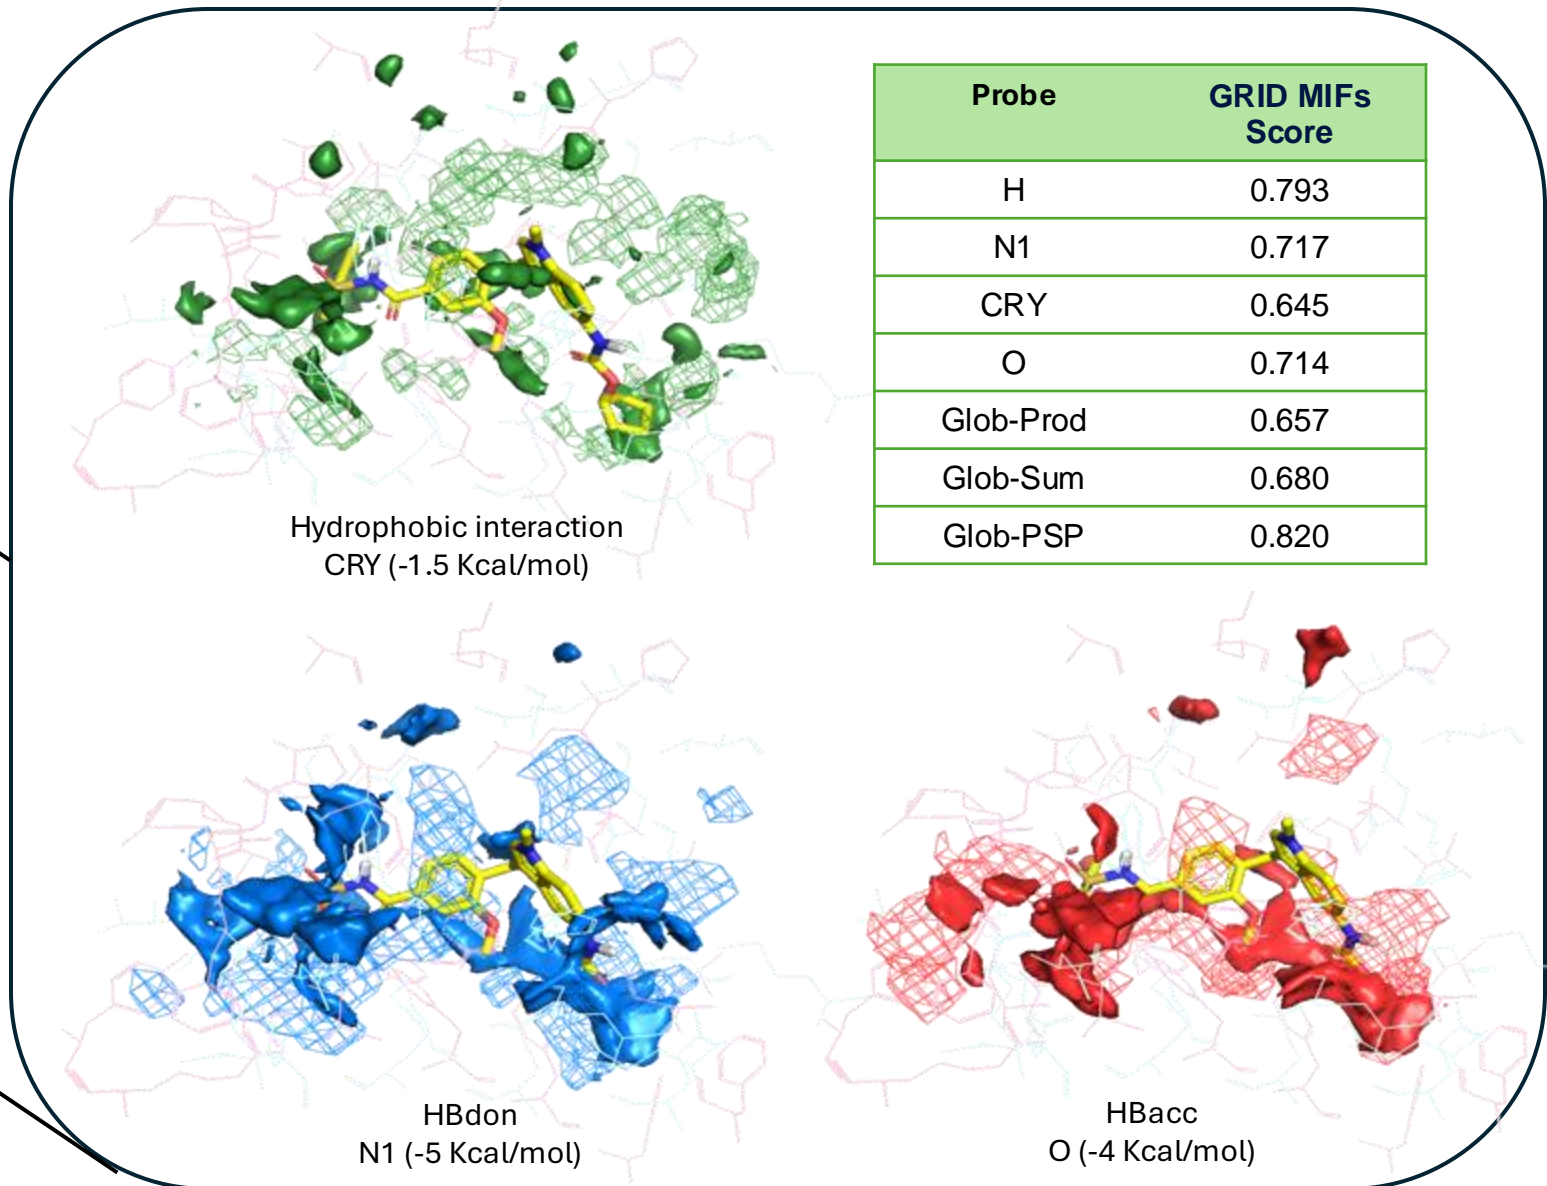 Probe GRID MIFs
Score
H 0.793
N1 0.717
CRY 0.645
O 0.714
Glob-Prod 0.657
Glob-Sum 0.680
Glob-PSP 0.820
Hydrophobic interaction
CRY (-1.5 Kcal/mol)
HBdon
N1 (-5 Kcal/mol)
HBacc
O (-4 Kcal/mol)